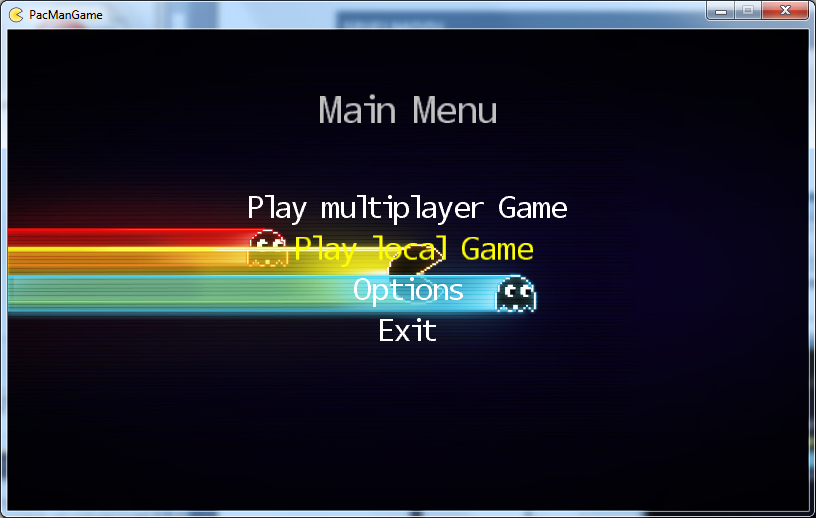 PacManGame
Main Menu
Play multiplayer Game
Play local Game
Options
Exit